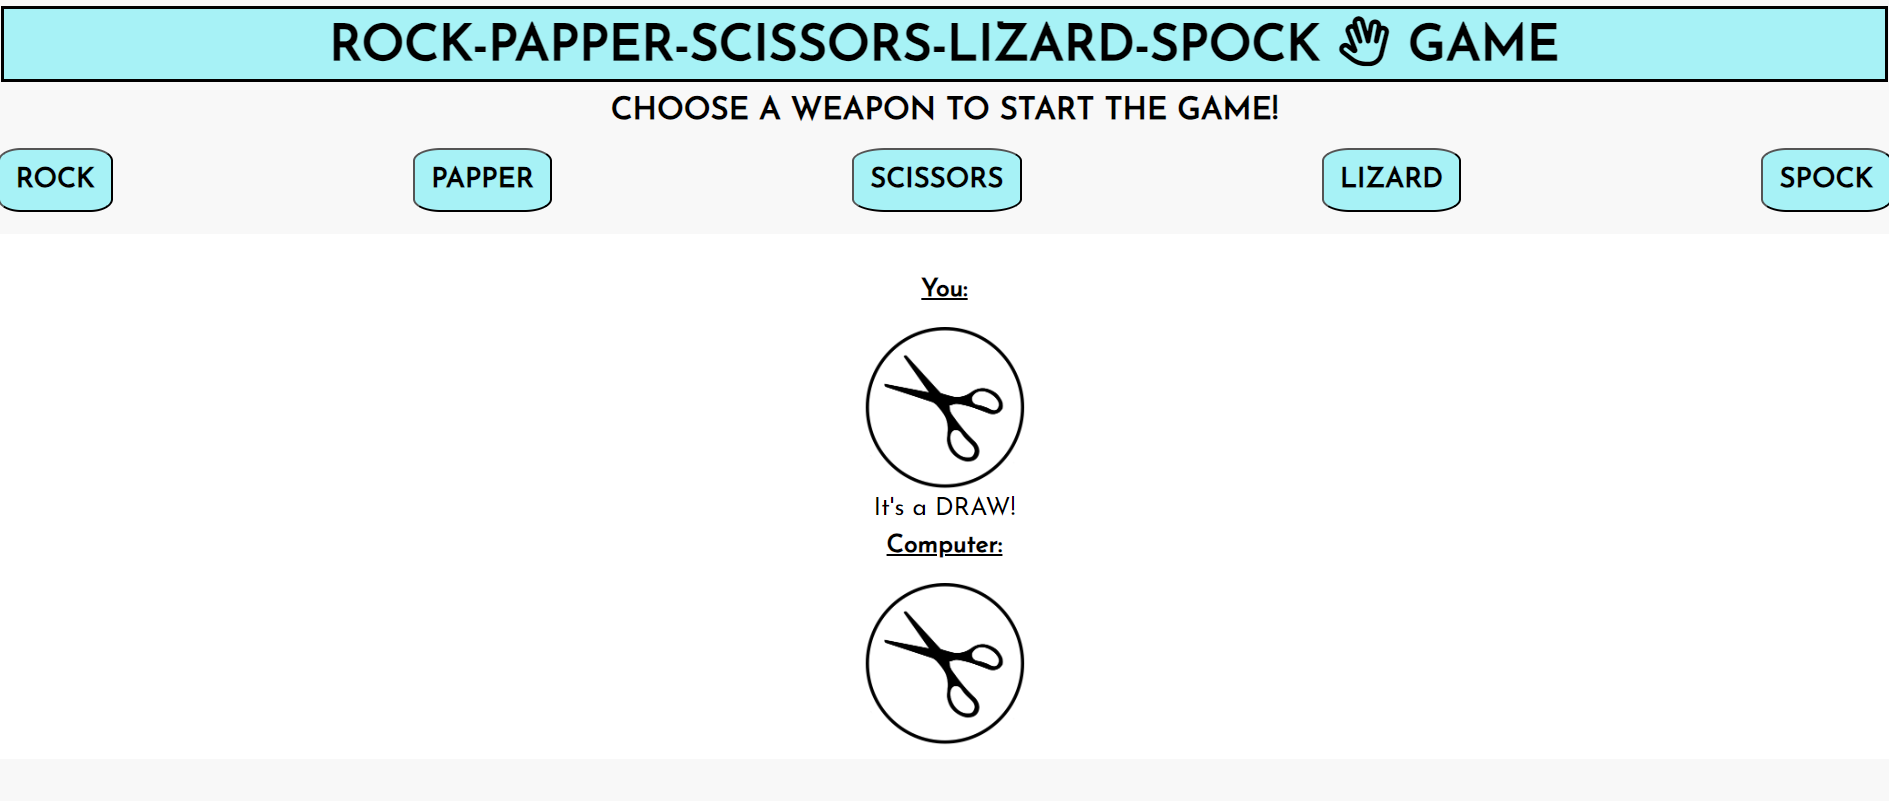 ROCK-PAPPER-SCISSORS-LIZARD-SPOCK GAME
CHOOSE A WEAPON TO START THE GAME!
ROCK PAPPER SCISSORS LIZARD SPOCK
You:
It's a DRAW!
Computer: